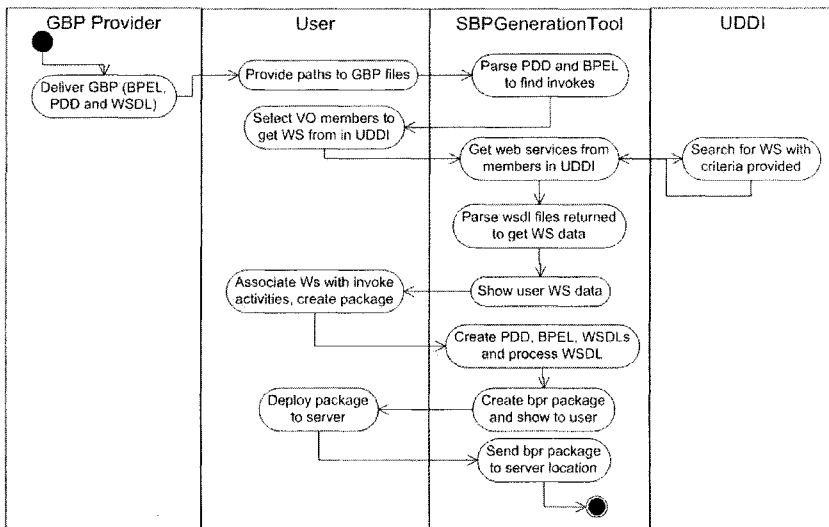 GBP Provider
User
SBPGenerationTool
UDDI
Deliver GBP (BPEL,
PDD and WSDL)
Provide paths to GBP files
Parse PDD and BPEL
to find invokes
Select VO members to
get WS from in UDDI
Get web services from
members in UDDI
Search for WS with
criteria provided
Parse wsdl files returned
to get WS data
Associate Ws with invoke
activities, create package
Show user WS data
Create PDD, BPEL, WSDLs
and process WSDL
Deploy package
to server
Create bpr package
and show to user
Send bpr package
to server location